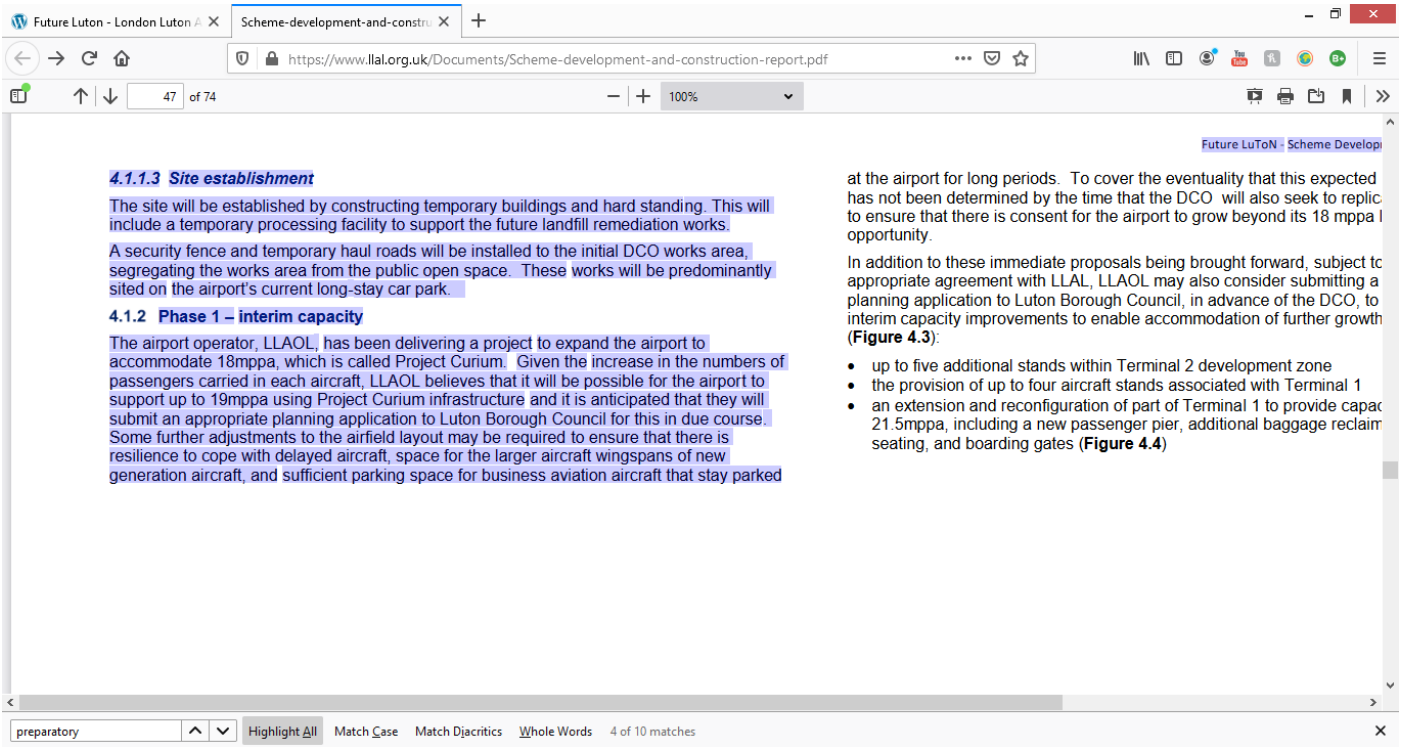 Future Luton - London Luton A
Scheme-development-and-constru
https://www.llal.org.uk/Documents/Scheme-development-and-construction-report.pdf
You
Tube
B+
47 of 74
100%
Future LuToN - Scheme Develop
4.1.1.3 Site establishment
The site will be established by constructing temporary buildings and hard standing. This will
include a temporary processing facility to support the future landfill remediation works.
A security fence and temporary haul roads will be installed to the initial DCO works area,
segregating the works area from the public open space. These works will be predominantly
sited on the airport's current long-stay car park.
4.1.2 Phase 1 – interim capacity
The airport operator, LLAOL, has been delivering a project to expand the airport to
accommodate 18mppa, which is called Project Curium. Given the increase in the numbers of
passengers carried in each aircraft, LLAOL believes that it will be possible for the airport to
support up to 19mppa using Project Curium infrastructure and it is anticipated that they will
submit an appropriate planning application to Luton Borough Council for this in due course.
Some further adjustments to the airfield layout may be required to ensure that there is
resilience to cope with delayed aircraft, space for the larger aircraft wingspans of new
generation aircraft, and sufficient parking space for business aviation aircraft that stay parked
at the airport for long periods. To cover the eventuality that this expected
has not been determined by the time that the DCO will also seek to replic
to ensure that there is consent for the airport to grow beyond its 18 mppa l
opportunity.
In addition to these immediate proposals being brought forward, subject to
appropriate agreement with LLAL, LLAOL may also consider submitting a
planning application to Luton Borough Council, in advance of the DCO, to
interim capacity improvements to enable accommodation of further growth
(Figure 4.3):
• up to five additional stands within Terminal 2 development zone
• the provision of up to four aircraft stands associated with Terminal 1
• an extension and reconfiguration of part of Terminal 1 to provide capac
21.5mppa, including a new passenger pier, additional baggage reclaim
seating, and boarding gates (Figure 4.4)
preparatory
Highlight All Match Case Match Diacritics Whole Words 4 of 10 matches